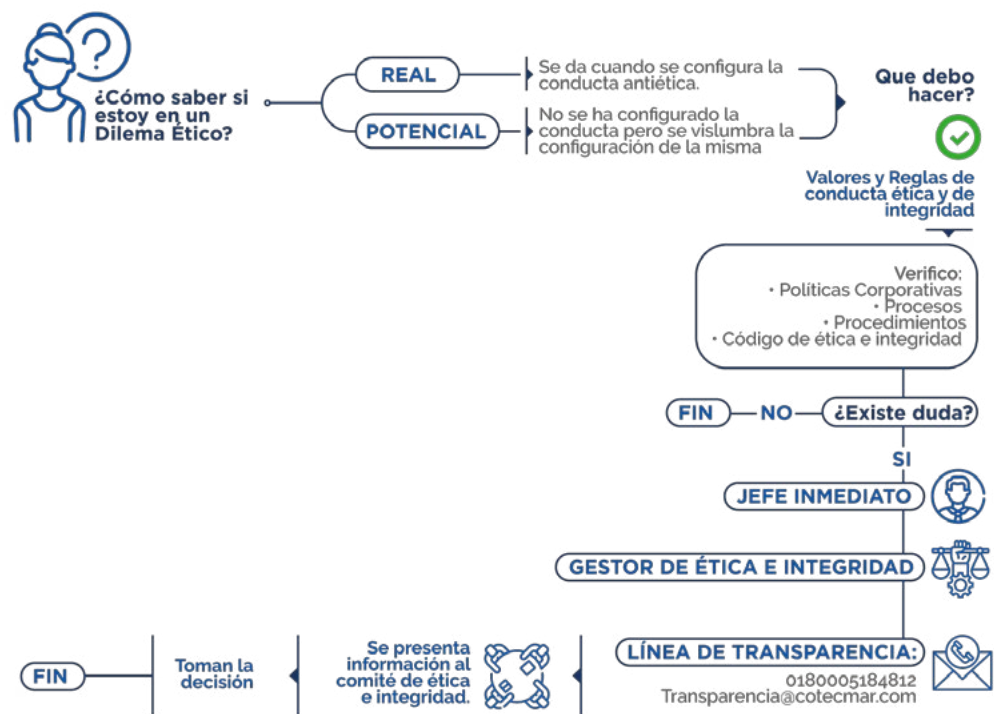 ¿Cómo saber si
estoy en un
Dilema Ético?
REAL
Se da cuando se configura la
conducta antiética.
POTENCIAL
No se ha configurado la
conducta pero se vislumbra la
configuración de la misma
Que debo
hacer?
Valores y Reglas de
conducta ética y de
integridad
Verifico:
• Políticas Corporativas
• Procesos
• Procedimientos
• Código de ética e integridad
¿Existe duda?
NO
FIN
SI
JEFE INMEDIATO
GESTOR DE ÉTICA E INTEGRIDAD
LÍNEA DE TRANSPARENCIA:
0180005184812
Transparencia@cotecmar.com
Se presenta
información al
comité de ética
e integridad.
Toman la
decisión
FIN